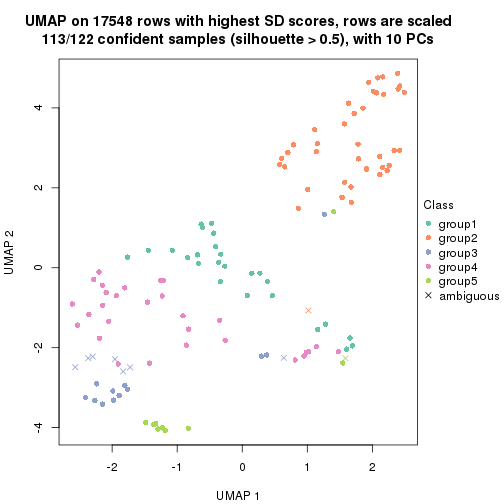 UMAP on 17548 rows with highest SD scores, rows are scaled
113/122 confident samples (silhouette > 0.5), with 10 PCs
4
2
0
-2
-4
UMAP 2
-2
-1
0
1
2
UMAP 1
Class
group1
group2
group3
group4
group5
ambiguous